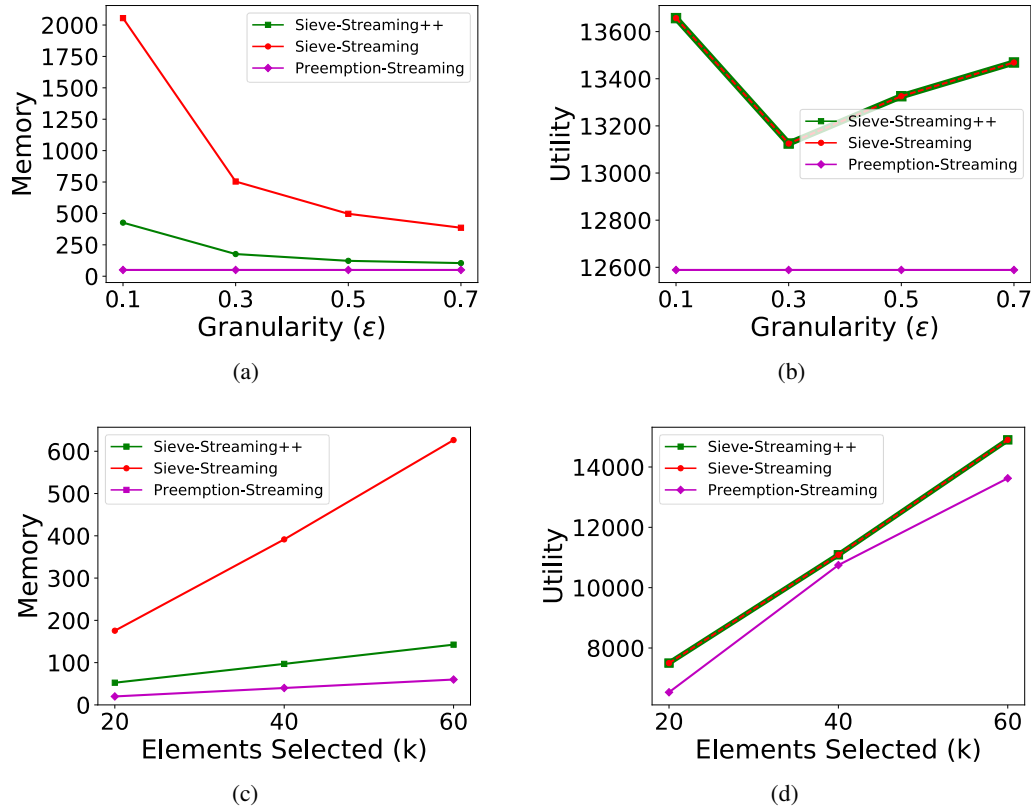 2000
1750
1500
1250
1000
750
500
250
0
Memory
Sieve-Streaming++
Sieve-Streaming
Preemption-Streaming
0.1 0.3 0.5 0.7
Granularity (ε)
(a)
13600
13400
13200
13000
12800
12600
Utility
Sieve-Streaming++
Sieve-Streaming
Preemption-Streaming
0.1 0.3 0.5 0.7
Granularity (ε)
(b)
600
500
400
300
200
100
0
Memory
Sieve-Streaming++
Sieve-Streaming
Preemption-Streaming
20 40 60
Elements Selected (k)
(c)
14000
12000
10000
8000
Utility
Sieve-Streaming++
Sieve-Streaming
Preemption-Streaming
20 40 60
Elements Selected (k)
(d)